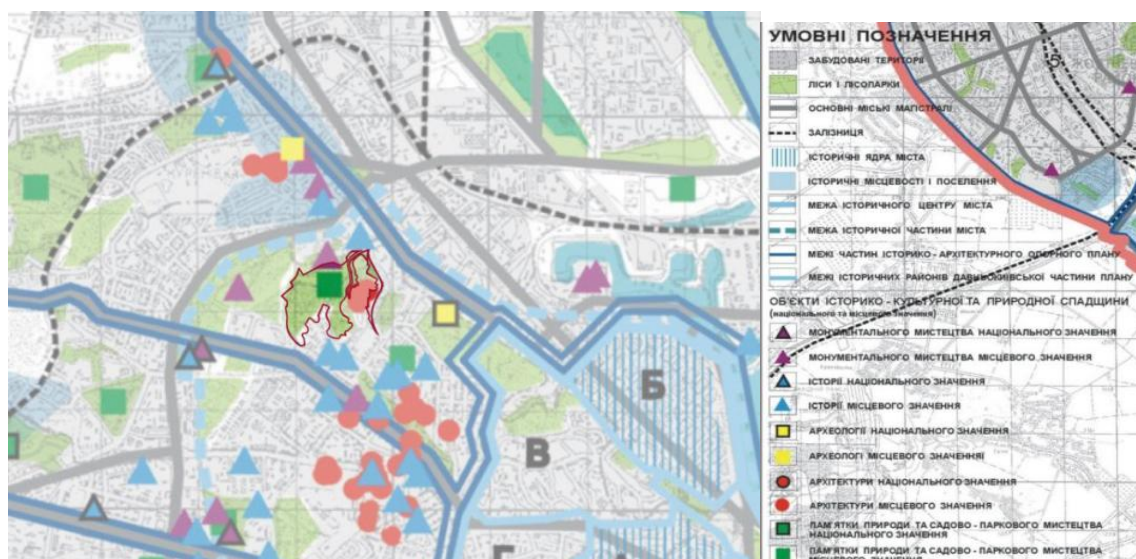 УМОВНІ ПОЗНАЧЕННЯ
ЗАБУДОВАНІ ТЕРИТОРІЇ
ЛІСИ І ЛІСОПАРКИ
ОСНОВНІ МІСЬКІ МАГІСТРАЛІ
ЗАЛІЗНИЦЯ
ІСТОРИЧНІ ЯДРА МІСТА
ІСТОРИЧНІ МІСЦЕВОСТІ І ПОСЕЛЕННЯ
МЕЖА ІСТОРИЧНОГО ЦЕНТРУ МІСТА
МЕЖА ІСТОРИЧНОЇ ЧАСТИНИ МІСТА
МЕЖІ ЧАСТИН ІСТОРИКО - АРХІТЕКТУРНОГО ОПОРНОГО ПЛАНУ
МЕЖІ ІСТОРИЧНИХ РАЙОНІВ ДАВНЬОКИЇВСЬКОЇ ЧАСТИНИ ПЛАНУ
ОБ'ЄКТИ ІСТОРИКО - КУЛЬТУРНОЇ ТА ПРИРОДНОЇ СПАДЩИНИ
(національного та місцевого значення)
МОНУМЕНТАЛЬНОГО МИСТЕЦТВА НАЦІОНАЛЬНОГО ЗНАЧЕННЯ
МОНУМЕНТАЛЬНОГО МИСТЕЦТВА МІСЦЕВОГО ЗНАЧЕННЯ
ІСТОРІЇ НАЦІОНАЛЬНОГО ЗНАЧЕННЯ
ІСТОРІЇ МІСЦЕВОГО ЗНАЧЕННЯ
АРХЕОЛОГІЇ НАЦІОНАЛЬНОГО ЗНАЧЕННЯ
АРХЕОЛОГІ МІСЦЕВОГО ЗНАЧЕННЯЇ
АРХІТЕКТУРИ НАЦІОНАЛЬНОГО ЗНАЧЕННЯ
АРХІТЕКТУРИ МІСЦЕВОГО ЗНАЧЕННЯ
ПАМ'ЯТКИ ПРИРОДИ ТА САДОВО - ПАРКОВОГО МИСТЕЦТВА
НАЦІОНАЛЬНОГО ЗНАЧЕННЯ
ПАМ'ЯТКИ ПРИРОДИ ТА САДОВО - ПАРКОВОГО МИСТЕЦТВА
5
Б
В